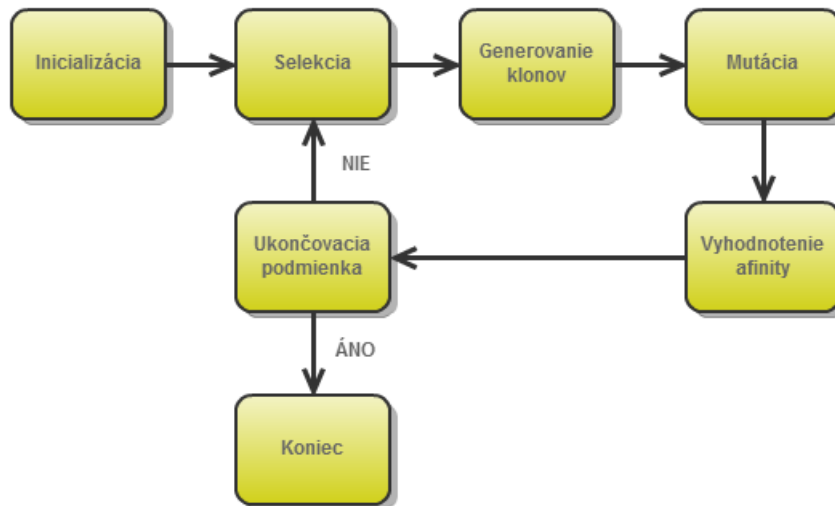 Inicializácia
Selekcia
Generovanie
klonov
Mutácia
NIE
Ukončovacia
podmienka
Vyhodnotenie
afinity
ÁNO
Koniec